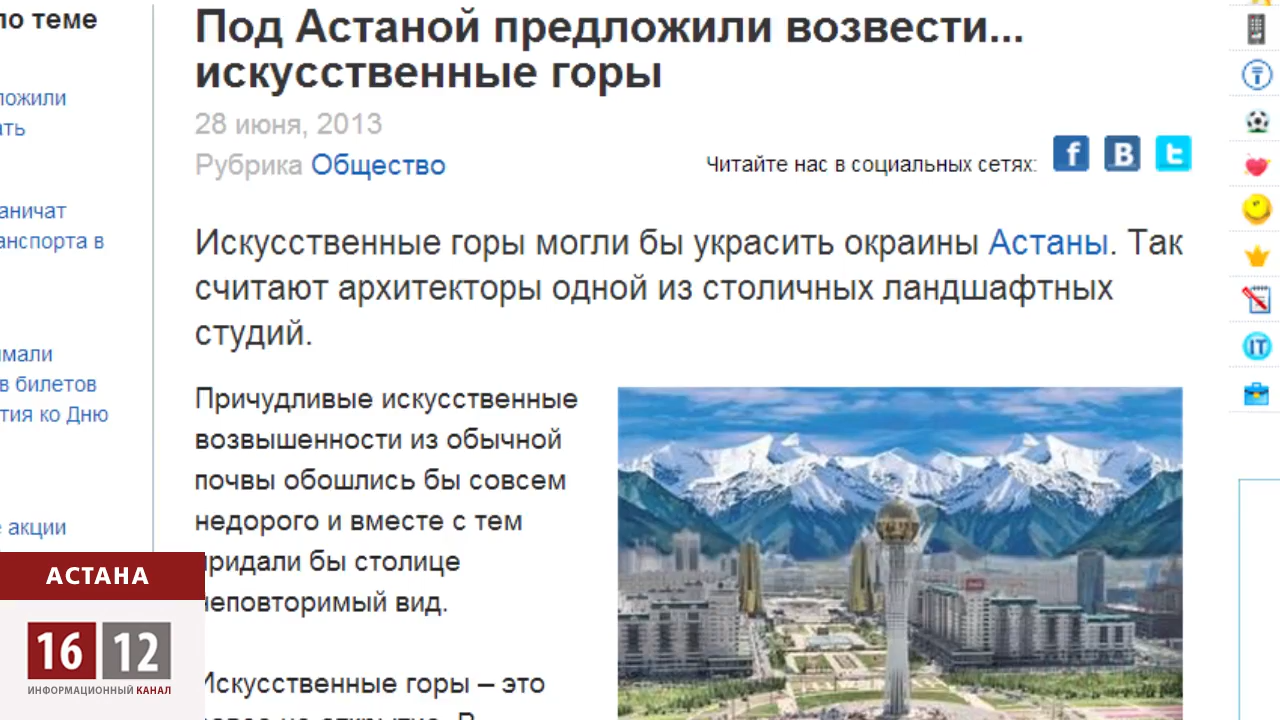 по теме
ложили
ать
аничат
анспорта в
мали
в билетов
тия ко Дню
е акции
Под Астаной предложили возвести...
искусственные горы
28 июня, 2013
Рубрика Общество
Читайте нас в социальных сетях:
f
В
t
Искусственные горы могли бы украсить окраины Астаны. Так
считают архитекторы одной из столичных ландшафтных
студий.
Причудливые искусственные
возвышенности из обычной
почвы обошлись бы совсем
недорого и вместе с тем
придали бы столице
неповторимый вид.
Искусственные горы – это
IT
АСТАНА
16 12
ИНФОРМАЦИОННЫЙ КАНАЛ